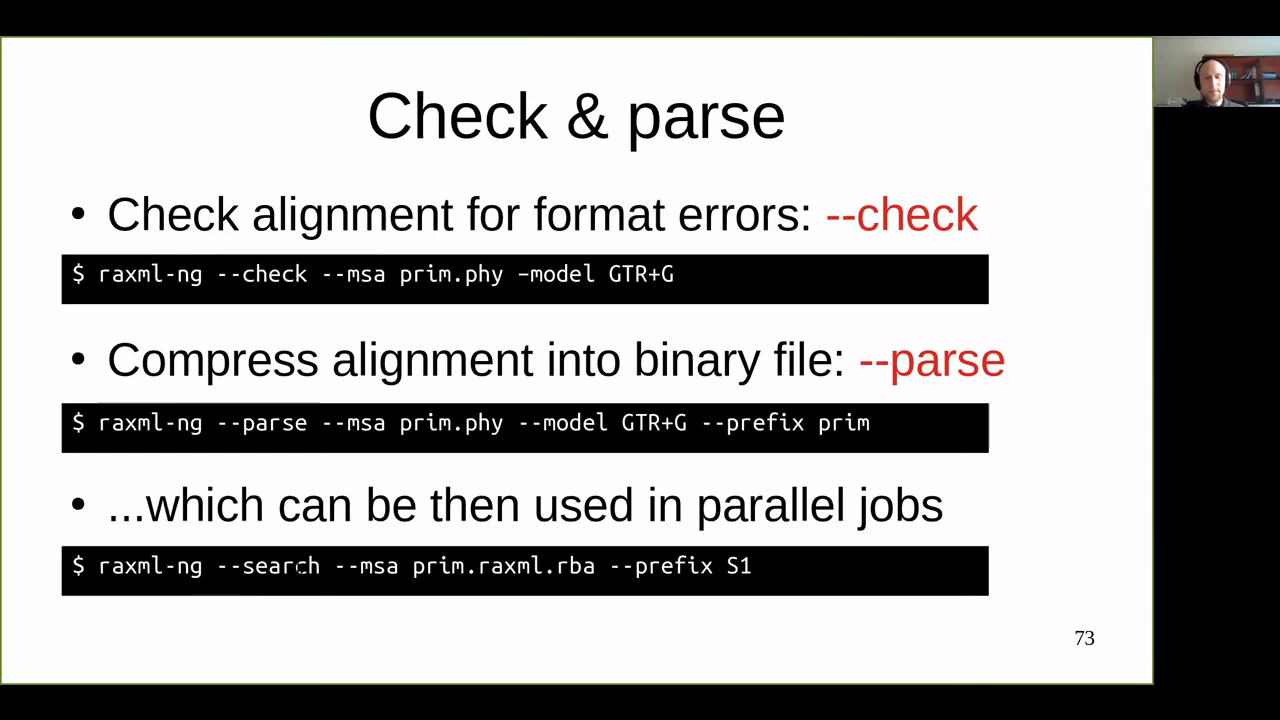 Check & parse
• Check alignment for format errors: --check
$ raxml-ng --check --msa prim.phy –model GTR+G
• Compress alignment into binary file: --parse
$ raxml-ng --parse --msa prim.phy --model GTR+G --prefix prim
• ...which can be then used in parallel jobs
$ raxml-ng --search --msa prim.raxml.rba --prefix S1
73